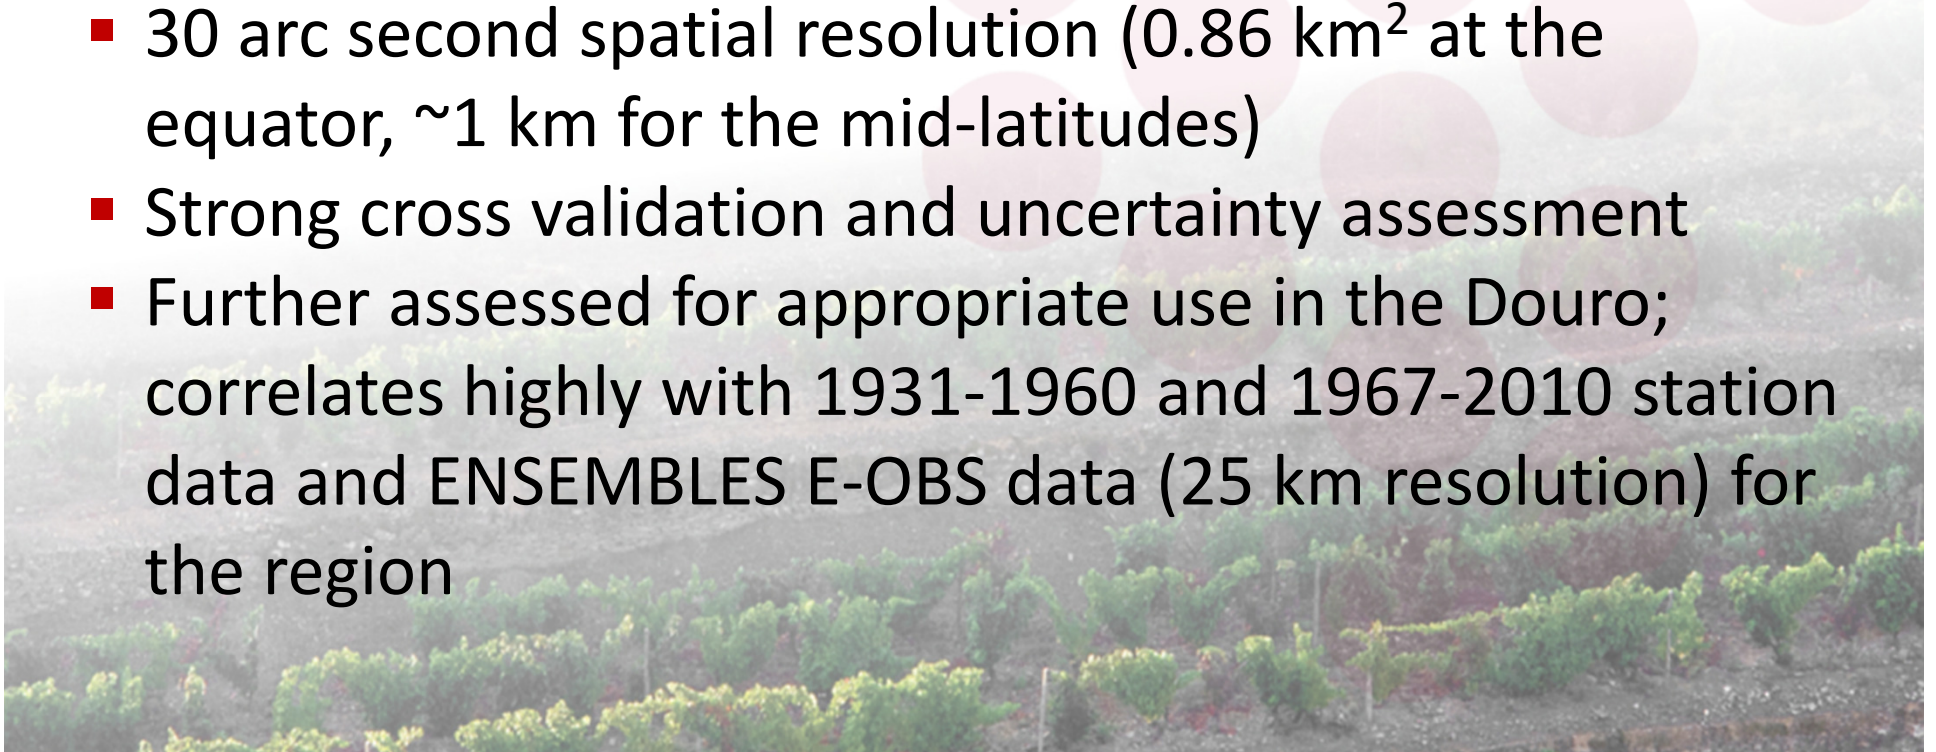 ▪ 30 arc second spatial resolution (0.86 km² at the
equator, ~1 km for the mid-latitudes)
▪ Strong cross validation and uncertainty assessment
▪ Further assessed for appropriate use in the Douro;
correlates highly with 1931-1960 and 1967-2010 station
data and ENSEMBLES E-OBS data (25 km resolution) for
the region